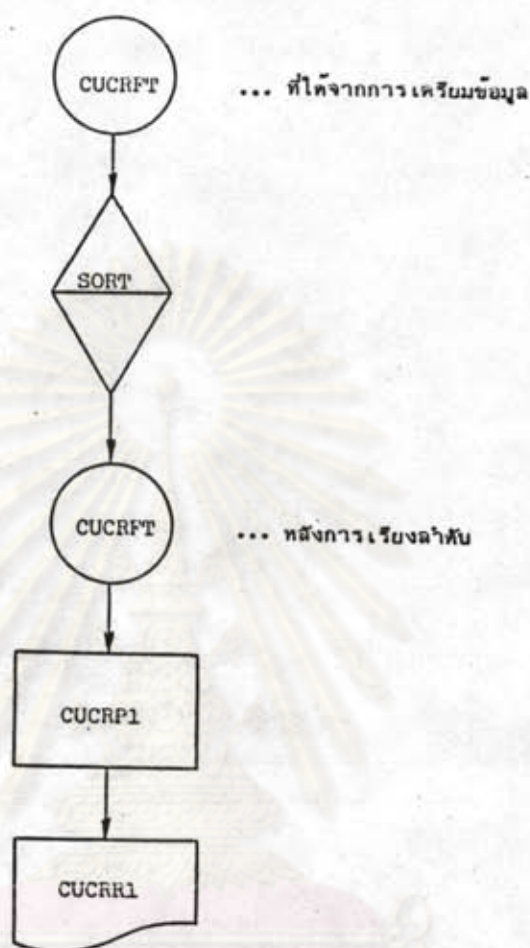 CUCRFT
... ที่ได้จากการเตรียมข้อมูล
SORT
CUCRFT
... หลังการเรียงลำดับ
CUCRP1
CUCRR1